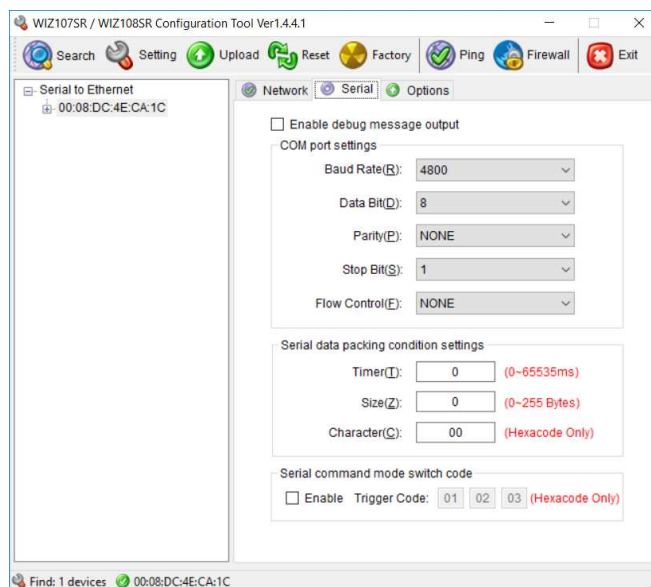 WIZ107SR / WIZ108SR Configuration Tool Ver1.4.4.1
Search Setting Upload Reset Factory Ping Firewall Exit
Serial to Ethernet
00:08:DC:4E:CA:1C
Network Serial Options
Enable debug message output
COM port settings
Baud Rate(R): 4800
Data Bit(D): 8
Parity(P): NONE
Stop Bit(S): 1
Flow Control(F): NONE
Serial data packing condition settings
Timer(T): 0 (0~65535ms)
Size(Z): 0 (0~255 Bytes)
Character(C): 00 (Hexacode Only)
Serial command mode switch code
Enable Trigger Code: 01 02 03 (Hexacode Only)
Find: 1 devices 00:08:DC:4E:CA:1C